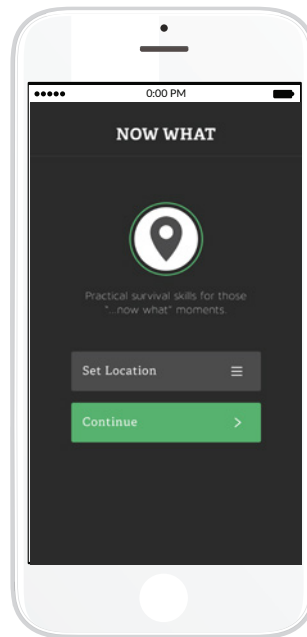 0:00 PM
NOW WHAT
Practical survival skills for those
"...now what" moments.
Set Location
Continue